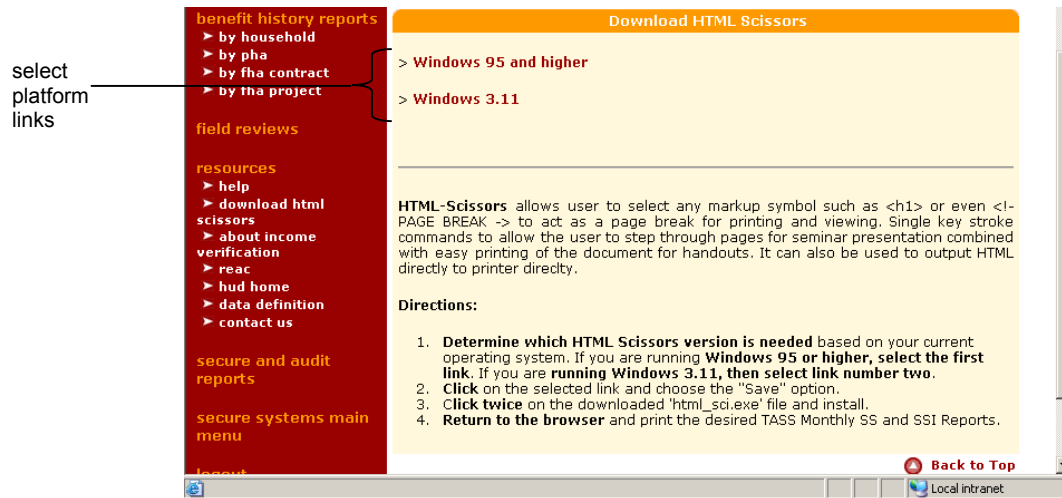 select
platform
links
benefit history reports
➤ by household
➤ by pha
➤ by fha contract
➤ by fha project
field reviews
resources
➤ help
➤ download html
scissors
➤ about income
verification
➤ reac
➤ hud home
➤ data definition
➤ contact us
secure and audit
reports
secure systems main
menu
logout
Download HTML Scissors
> Windows 95 and higher
> Windows 3.11
HTML-Scissors allows user to select any markup symbol such as <h1> or even <!-
PAGE BREAK -> to act as a page break for printing and viewing. Single key stroke
commands to allow the user to step through pages for seminar presentation combined
with easy printing of the document for handouts. It can also be used to output HTML
directly to printer direclty.
Directions:
1. Determine which HTML Scissors version is needed based on your current
operating system. If you are running Windows 95 or higher, select the first
link. If you are running Windows 3.11, then select link number two.
2. Click on the selected link and choose the "Save" option.
3. Click twice on the downloaded 'html_sci.exe' file and install.
4. Return to the browser and print the desired TASS Monthly SS and SSI Reports.
Back to Top
Local intranet